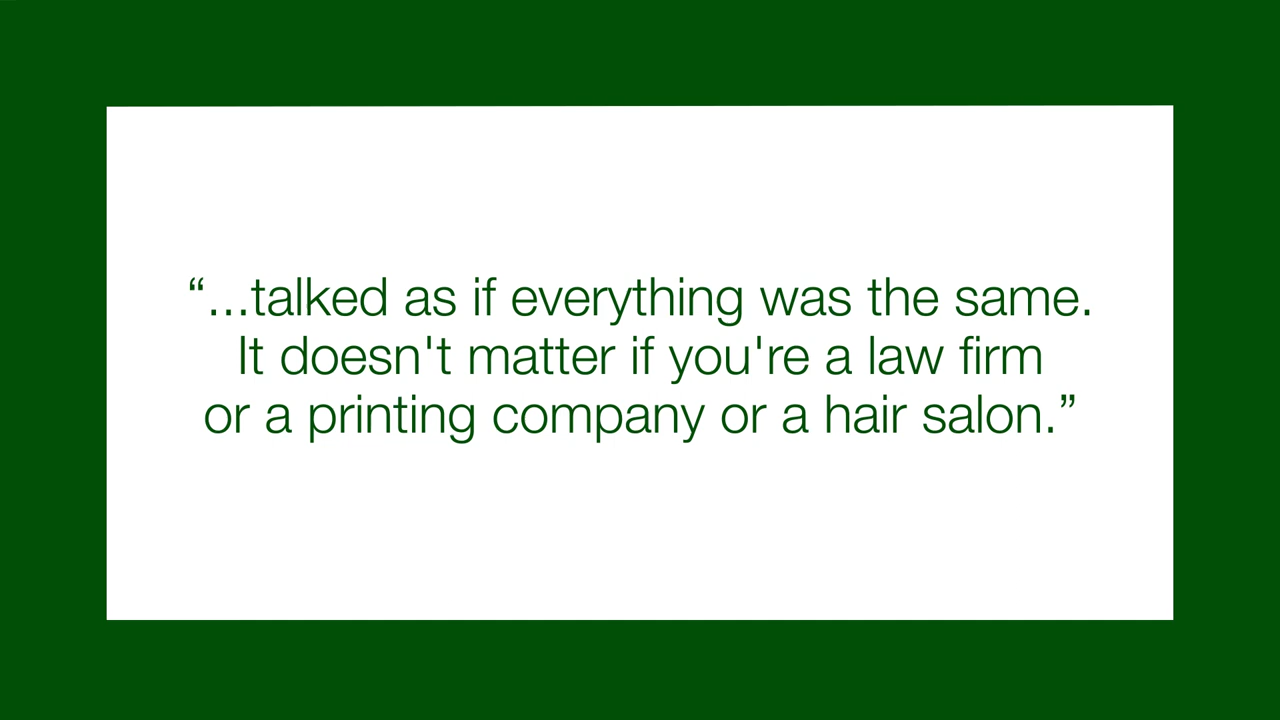 “...talked as if everything was the same.
It doesn't matter if you're a law firm
or a printing company or a hair salon.”